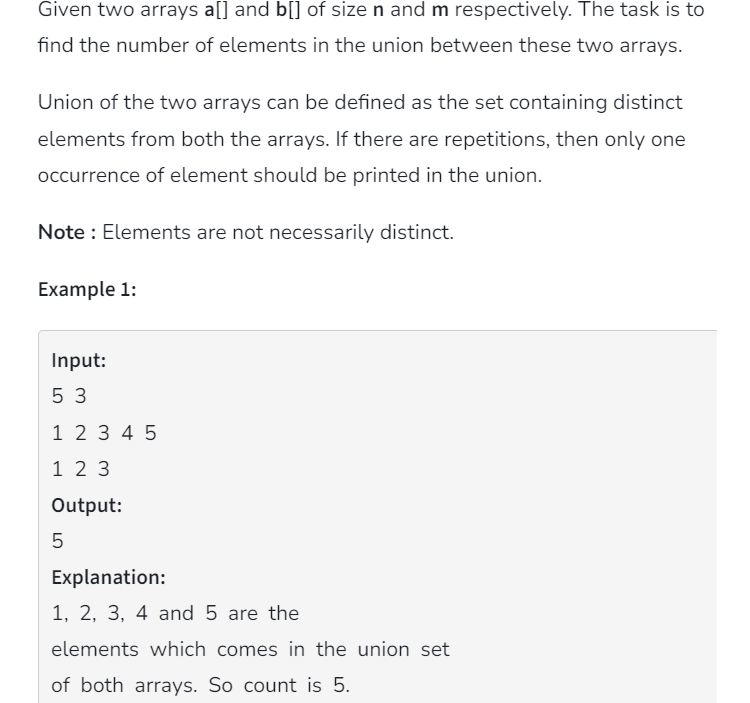 Given two arrays a[] and b[] of size n and m respectively. The task is to
find the number of elements in the union between these two arrays.
Union of the two arrays can be defined as the set containing distinct
elements from both the arrays. If there are repetitions, then only one
occurrence of element should be printed in the union.
Note : Elements are not necessarily distinct.
Example 1:
Input:
5 3
1 2 3 4 5
1 2 3
Output:
5
Explanation:
1, 2, 3, 4 and 5 are the
elements which comes in the union set
of both arrays. So count is 5.